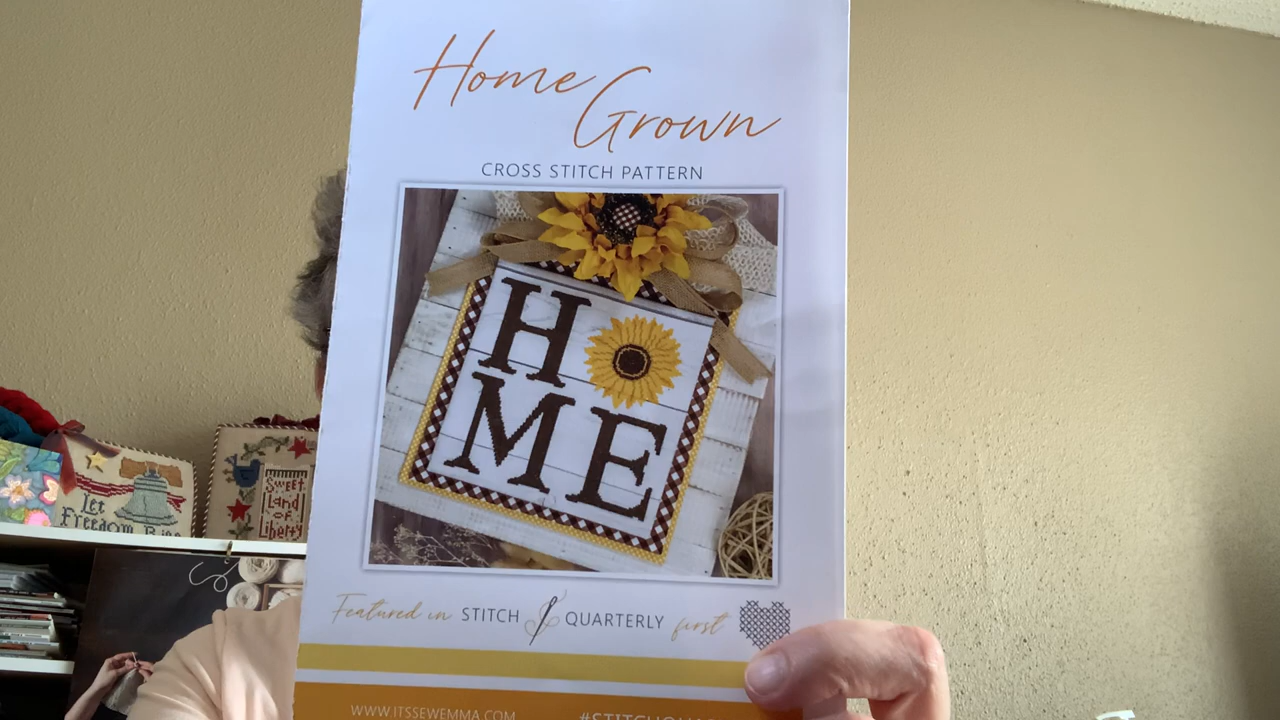 Home
Grown
CROSS STITCH PATTERN
H
ME
Featured in STITCH QUARTERLY first
WWW.ITSSEWEMMA.COM
Let
Freedom
Sweet
Land
of
Liberty